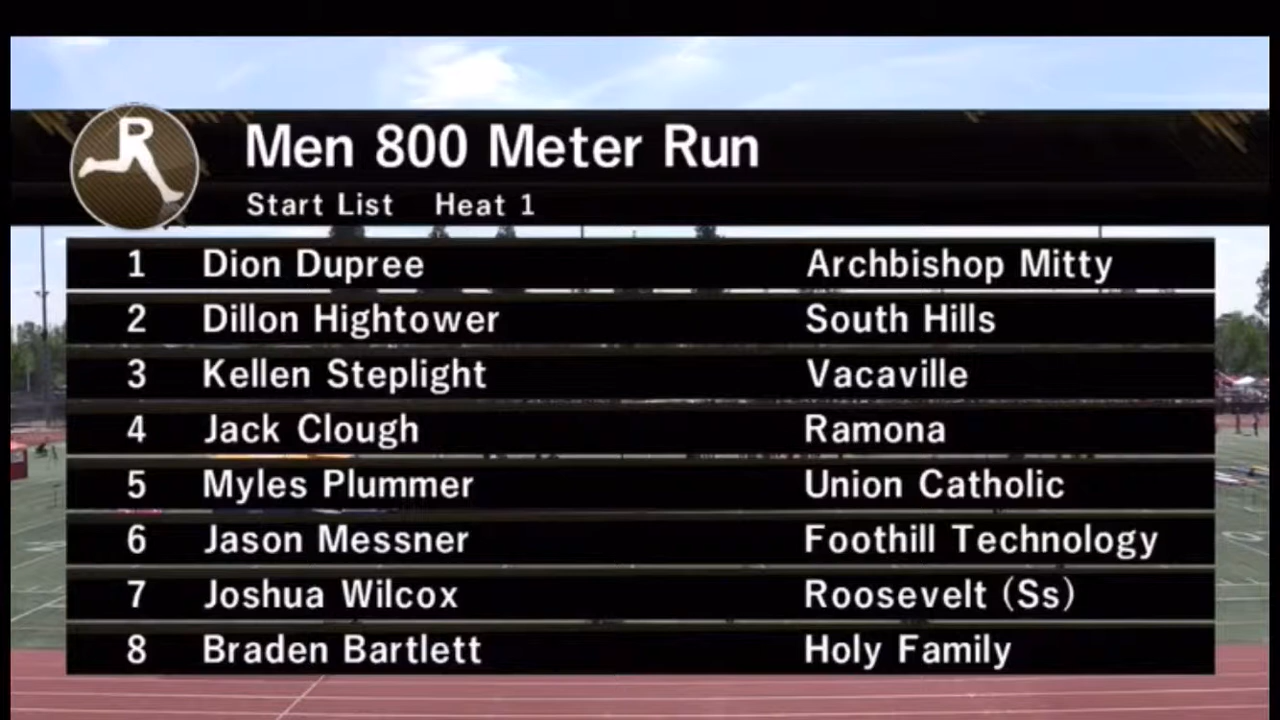 R
Men 800 Meter Run
Start List Heat 1
1 Dion Dupree Archbishop Mitty
2 Dillon Hightower South Hills
3 Kellen Steplight Vacaville
4 Jack Clough Ramona
5 Myles Plummer Union Catholic
6 Jason Messner Foothill Technology
7 Joshua Wilcox Roosevelt (Ss)
8 Braden Bartlett Holy Family